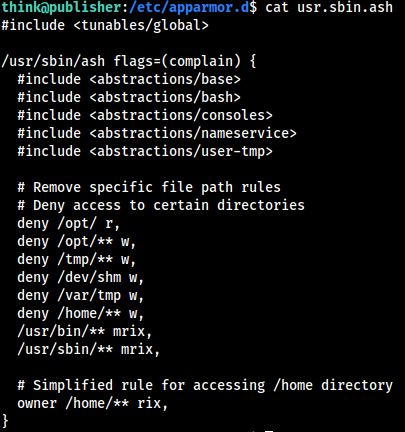 think@publisher:/etc/apparmor.d$ cat usr.sbin.ash
#include <tunables/global>

/usr/sbin/ash flags=(complain) {
  #include <abstractions/base>
  #include <abstractions/bash>
  #include <abstractions/consoles>
  #include <abstractions/nameservice>
  #include <abstractions/user-tmp>

  # Remove specific file path rules
  # Deny access to certain directories
  deny /opt/ r,
  deny /opt/** w,
  deny /tmp/** w,
  deny /dev/shm w,
  deny /var/tmp w,
  deny /home/** w,
  /usr/bin/** mrix,
  /usr/sbin/** mrix,

  # Simplified rule for accessing /home directory
  owner /home/** rix,
}